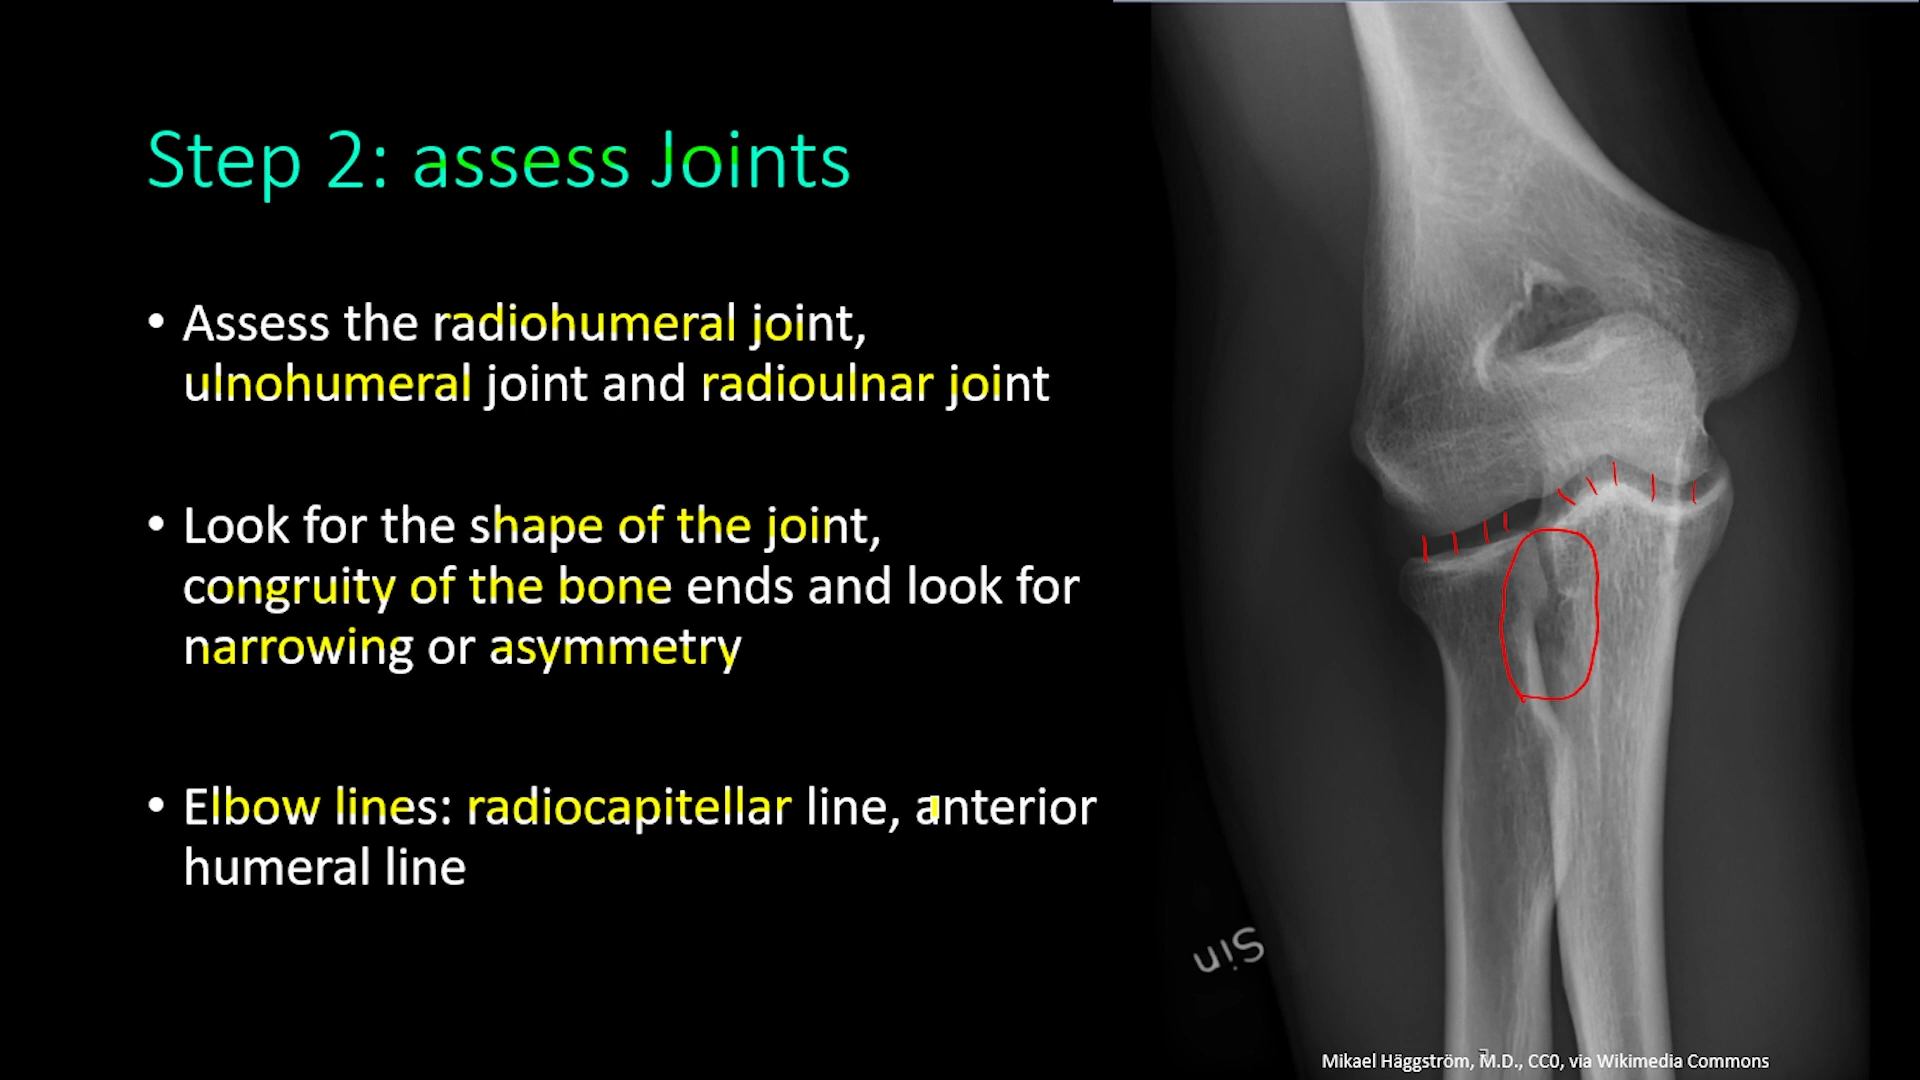 Step 2: assess Joints
• Assess the radiohumeral joint,
ulnohumeral joint and radioulnar joint
• Look for the shape of the joint,
congruity of the bone ends and look for
narrowing or asymmetry
• Elbow lines: radiocapitellar line, anterior
humeral line
Sin
Mikael Häggström, M.D., CC0, via Wikimedia Commons